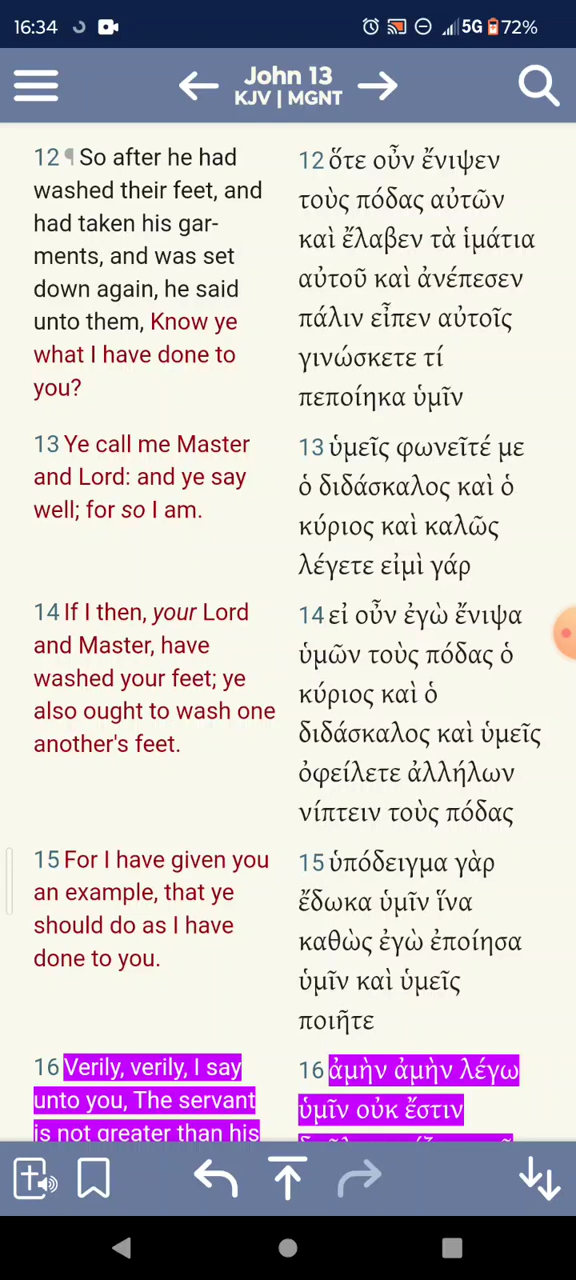 16:34
5G 72%
John 13
KJV | MGNT
12 ¶ So after he had
washed their feet, and
had taken his gar-
ments, and was set
down again, he said
unto them, Know ye
what I have done to
you?
13 Ye call me Master
and Lord: and ye say
well; for so I am.
14 If I then, your Lord
and Master, have
washed your feet; ye
also ought to wash one
another's feet.
15 For I have given you
an example, that ye
should do as I have
done to you.
16 Verily, verily, I say
unto you, The servant
is not greater than his
12 ὅτε οὖν ἔνιψεν
τοὺς πόδας αὐτῶν
καὶ ἔλαβεν τὰ ἱμάτια
αὐτοῦ καὶ ἀνέπεσεν
πάλιν εἶπεν αὐτοῖς
γινώσκετε τί
πεποίηκα ὑμῖν
13 ὑμεῖς φωνεῖτέ με
ὁ διδάσκαλος καὶ ὁ
κύριος καὶ καλῶς
λέγετε εἰμὶ γάρ
14 εἰ οὖν ἐγὼ ἔνιψα
ὑμῶν τοὺς πόδας ὁ
κύριος καὶ ὁ
διδάσκαλος καὶ ὑμεῖς
ὀφείλετε ἀλλήλων
νίπτειν τοὺς πόδας
15 ὑπόδειγμα γὰρ
ἔδωκα ὑμῖν ἵνα
καθὼς ἐγὼ ἐποίησα
ὑμῖν καὶ ὑμεῖς
ποιῆτε
16 ἀμὴν ἀμὴν λέγω
ὑμῖν οὐκ ἔστιν